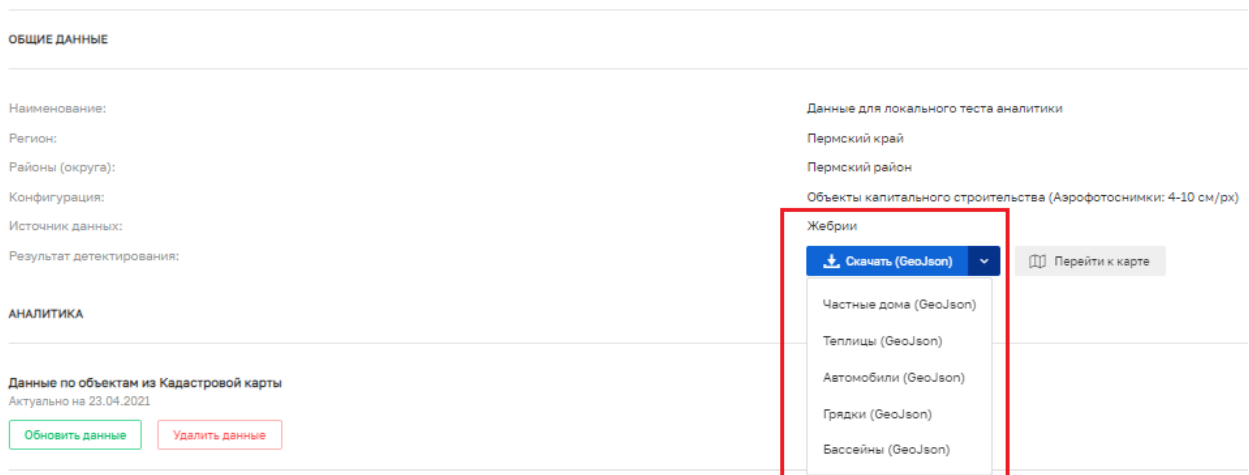 ОБЩИЕ ДАННЫЕ
Наименование: Данные для локального теста аналитики
Регион: Пермский край
Районы (округа): Пермский район
Конфигурация: Объекты капитального строительства (Аэрофотоснимки: 4-10 см/px)
Источник данных: Жебрии
Результат детектирования: Скачать (GeoJson) Перейти к карте
Частные дома (GeoJson)
АНАЛИТИКА
Теплицы (GeoJson)
Автомобили (GeoJson)
Данные по объектам из Кадастровой карты
Актуально на 23.04.2021
Грядки (GeoJson)
Обновить данные Удалить данные
Бассейны (GeoJson)